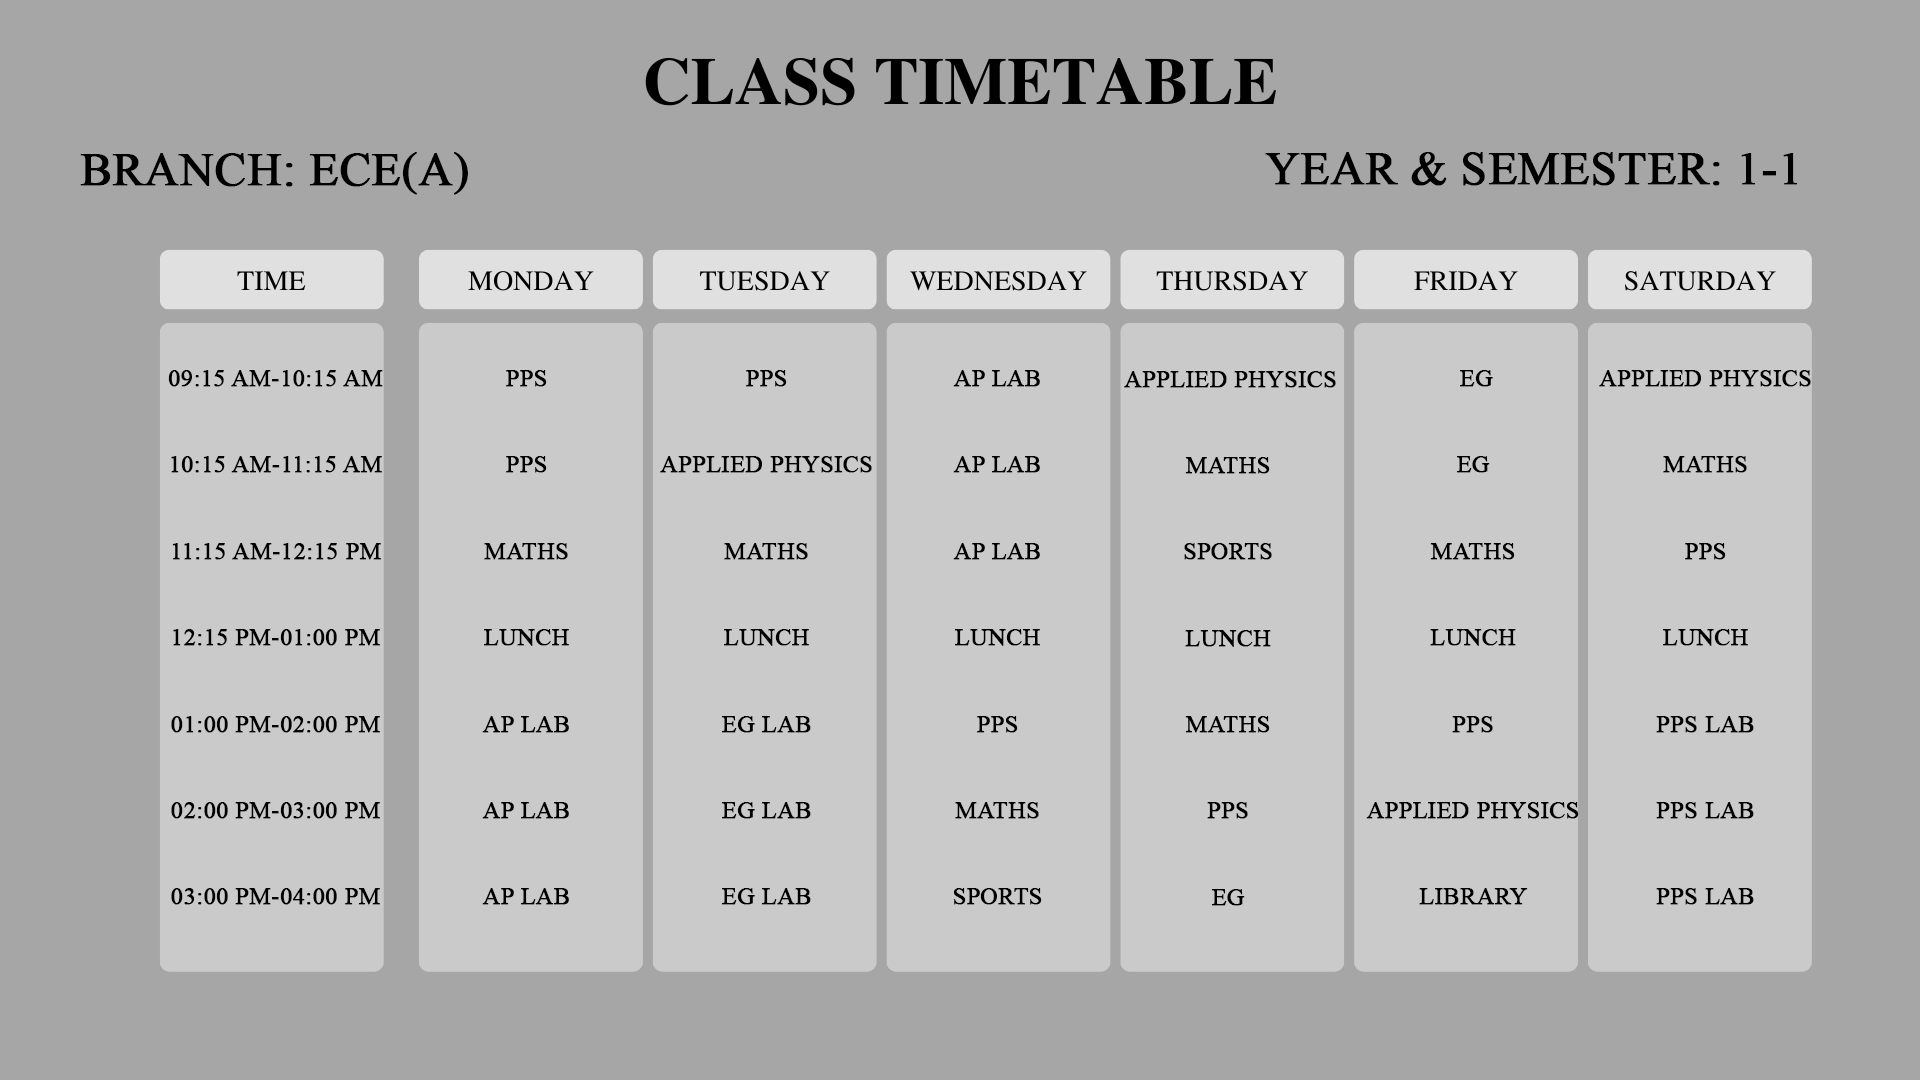 CLASS TIMETABLE
BRANCH: ECE(A) YEAR & SEMESTER: 1-1
TIME MONDAY TUESDAY WEDNESDAY THURSDAY FRIDAY SATURDAY
09:15 AM-10:15 AM PPS PPS AP LAB APPLIED PHYSICS EG APPLIED PHYSICS
10:15 AM-11:15 AM PPS APPLIED PHYSICS AP LAB MATHS EG MATHS
11:15 AM-12:15 PM MATHS MATHS AP LAB SPORTS MATHS PPS
12:15 PM-01:00 PM LUNCH LUNCH LUNCH LUNCH LUNCH LUNCH
01:00 PM-02:00 PM AP LAB EG LAB PPS MATHS PPS PPS LAB
02:00 PM-03:00 PM AP LAB EG LAB MATHS PPS APPLIED PHYSICS PPS LAB
03:00 PM-04:00 PM AP LAB EG LAB SPORTS EG LIBRARY PPS LAB